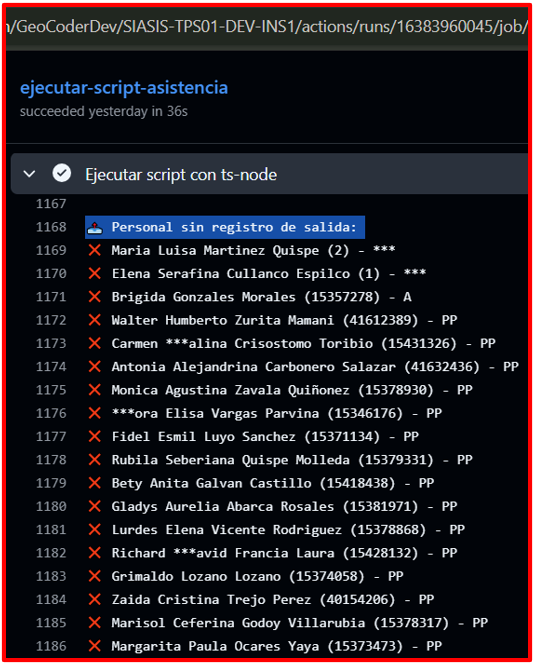 /GeoCoderDev/SIASIS-TPS01-DEV-INS1/actions/runs/16383960045/job/
ejecutar-script-asistencia
succeeded yesterday in 36s
Ejecutar script con ts-node
1167
1168 📤 Personal sin registro de salida:
1169 ❌ Maria Luisa Martinez Quispe (2) - ***
1170 ❌ Elena Serafina Cullanco Espilco (1) - ***
1171 ❌ Brigida Gonzales Morales (15357278) - A
1172 ❌ Walter Humberto Zurita Mamani (41612389) - PP
1173 ❌ Carmen ***alina Crisostomo Toribio (15431326) - PP
1174 ❌ Antonia Alejandrina Carbonero Salazar (41632436) - PP
1175 ❌ Monica Agustina Zavala Quiñonez (15378930) - PP
1176 ❌ ***ora Elisa Vargas Parvina (15346176) - PP
1177 ❌ Fidel Esmil Luyo Sanchez (15371134) - PP
1178 ❌ Rubila Seberiana Quispe Molleda (15379331) - PP
1179 ❌ Bety Anita Galvan Castillo (15418438) - PP
1180 ❌ Gladys Aurelia Abarca Rosales (15381971) - PP
1181 ❌ Lurdes Elena Vicente Rodriguez (15378868) - PP
1182 ❌ Richard ***avid Francia Laura (15428132) - PP
1183 ❌ Grimaldo Lozano Lozano (15374058) - PP
1184 ❌ Zaida Cristina Trejo Perez (40154206) - PP
1185 ❌ Marisol Ceferina Godoy Villarubia (15378317) - PP
1186 ❌ Margarita Paula Ocares Yaya (15373473) - PP